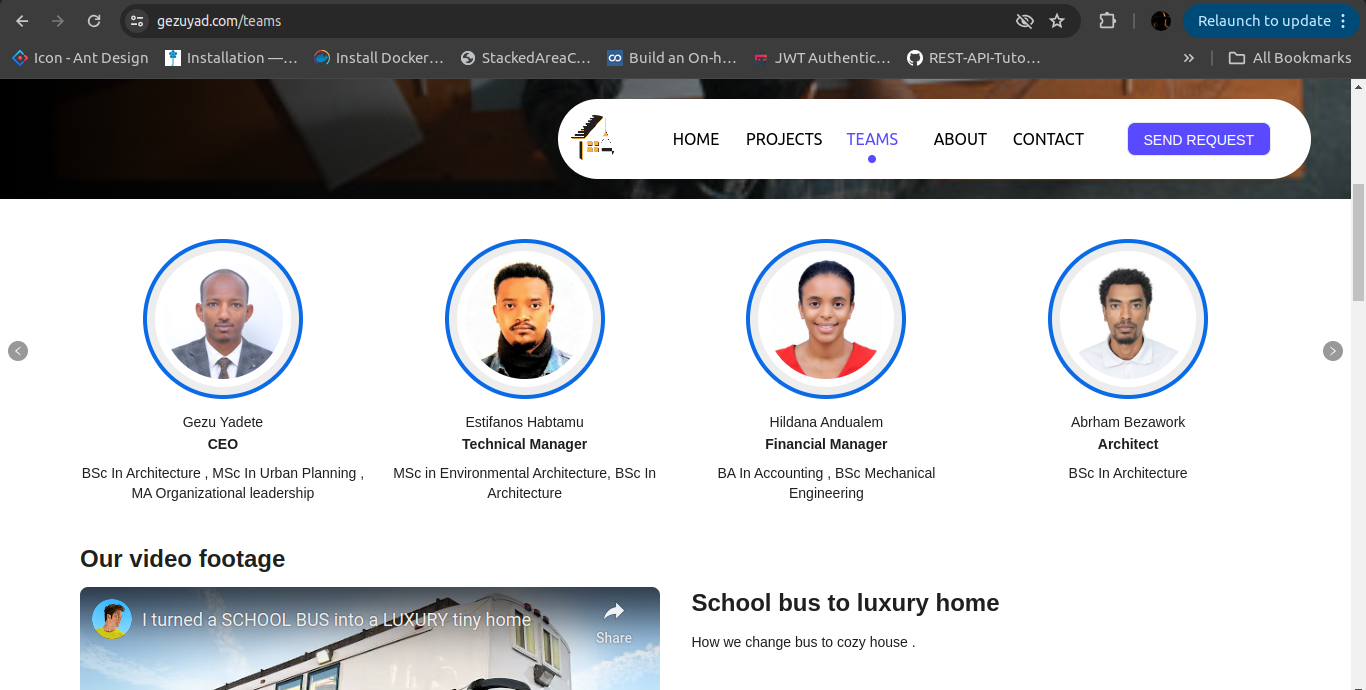 gezuyad.com/teams
Relaunch to update
Icon - Ant Design
Installation —…
Install Docker…
StackedAreaC…
Build an On-h…
JWT Authentic…
REST-API-Tuto…
»
All Bookmarks
HOME PROJECTS TEAMS ABOUT CONTACT SEND REQUEST
Gezu Yadete
CEO
BSc In Architecture , MSc In Urban Planning ,
MA Organizational leadership
Estifanos Habtamu
Technical Manager
MSc in Environmental Architecture, BSc In
Architecture
Hildana Andualem
Financial Manager
BA In Accounting , BSc Mechanical
Engineering
Abrham Bezawork
Architect
BSc In Architecture
Our video footage
I turned a SCHOOL BUS into a LUXURY tiny home
Share
School bus to luxury home
How we change bus to cozy house .